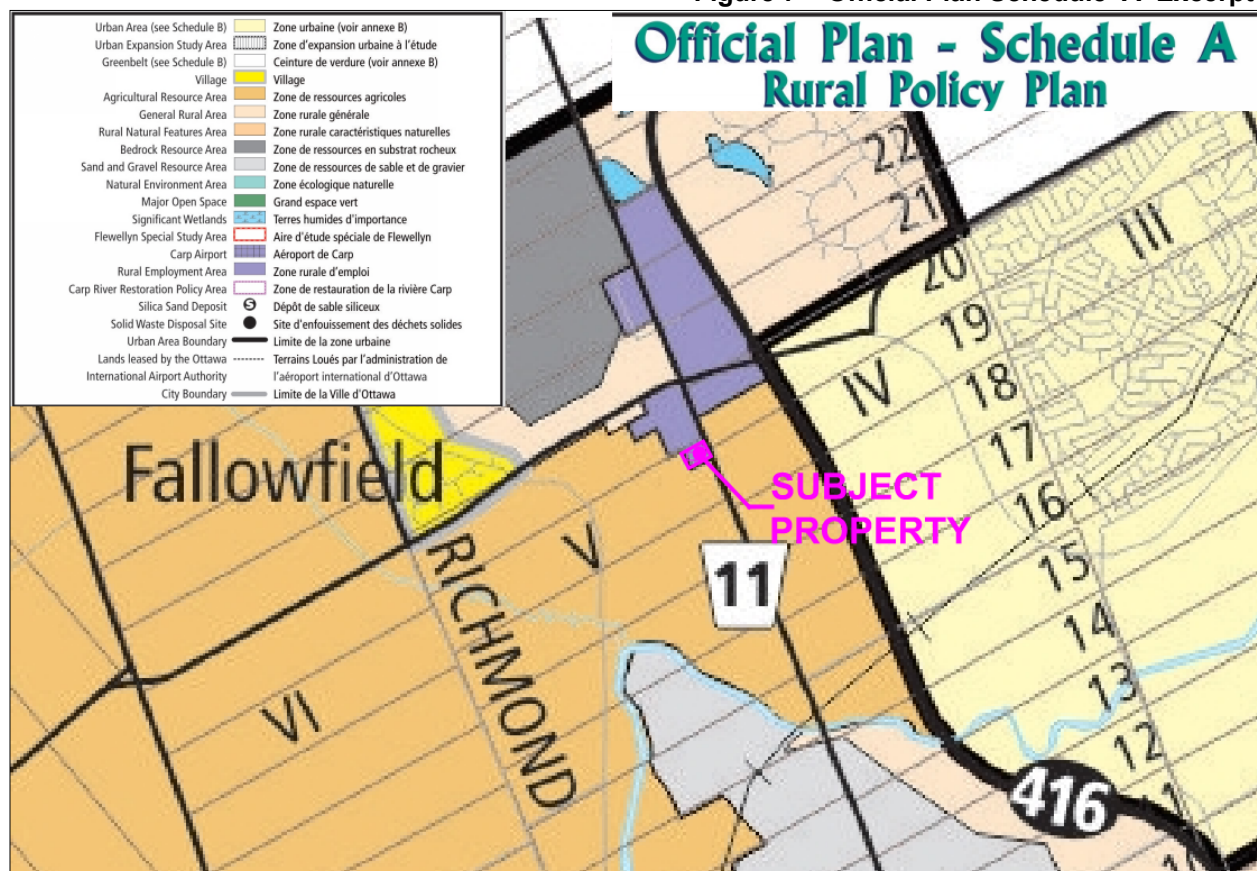 Official Plan - Schedule A
Rural Policy Plan
Urban Area (see Schedule B) Zone urbaine (voir annexe B)
Urban Expansion Study Area Zone d'expansion urbaine à l'étude
Greenbelt (see Schedule B) Ceinture de verdure (voir annexe B)
Village Village
Agricultural Resource Area Zone de ressources agricoles
General Rural Area Zone rurale générale
Rural Natural Features Area Zone rurale caractéristiques naturelles
Bedrock Resource Area Zone de ressources en substrat rocheux
Sand and Gravel Resource Area Zone de ressources de sable et de gravier
Natural Environment Area Zone écologique naturelle
Major Open Space Grand espace vert
Significant Wetlands Terres humides d'importance
Flewellyn Special Study Area Aire d'étude spéciale de Flewellyn
Carp Airport Aéroport de Carp
Rural Employment Area Zone rurale d'emploi
Carp River Restoration Policy Area Zone de restauration de la rivière Carp
Silica Sand Deposit S Dépôt de sable siliceux
Solid Waste Disposal Site Site d'enfouissement des déchets solides
Urban Area Boundary Limite de la zone urbaine
Lands leased by the Ottawa Terrains Loués par l'administration de
International Airport Authority l'aéroport international d'Ottawa
City Boundary Limite de la Ville d'Ottawa
22
21
20
III
19
IV
18
17
Fallowfield
SUBJECT
PROPERTY
16
V
RICHMOND
11
15
14
13
VI
12
416
11